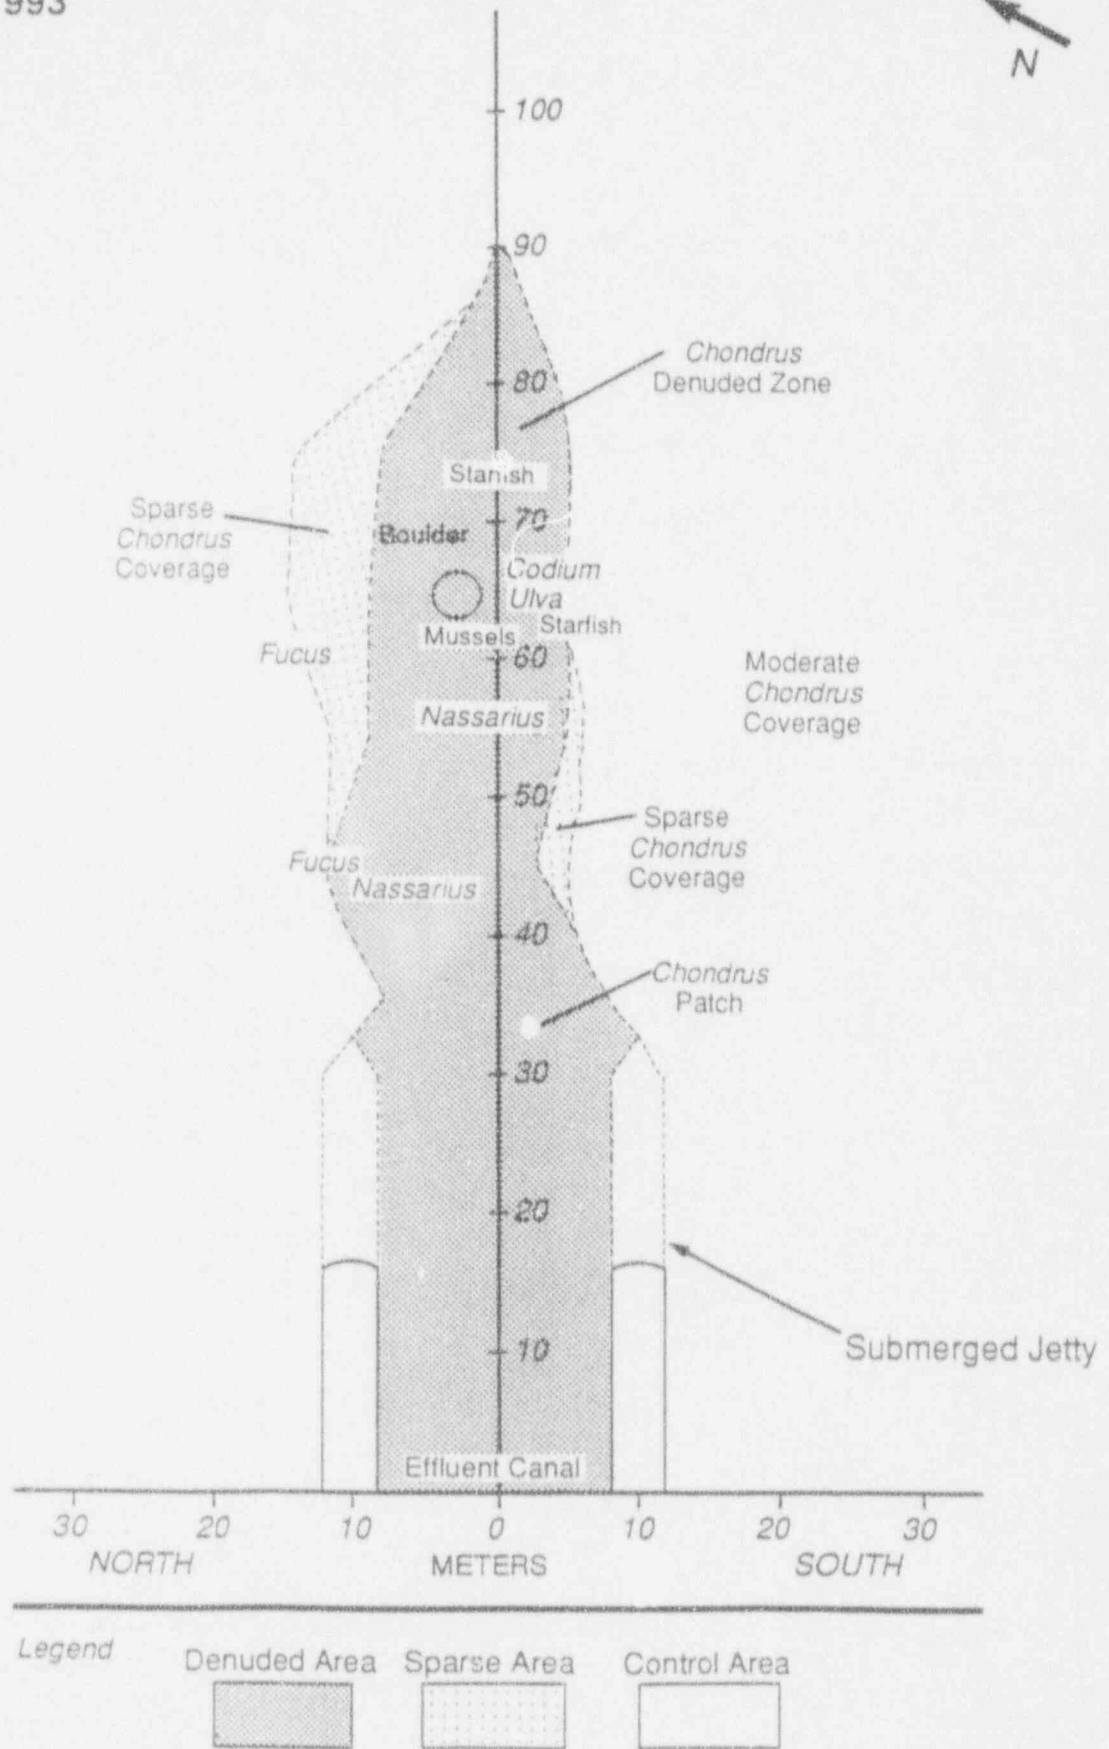 993
N
100
90
Chondrus
Denuded Zone
80
Starfish
Sparse
Chondrus
Coverage
70
Boulder
Codium
Ulva
Starfish
Mussels
Fucus
60
Moderate
Chondrus
Coverage
Nassarius
50
Sparse
Chondrus
Coverage
Fucus
Nassarius
40
Chondrus
Patch
30
20
10
Submerged Jetty
Effluent Canal
30 20 10 0 10 20 30
NORTH METERS SOUTH
Legend
Denuded Area Sparse Area Control Area